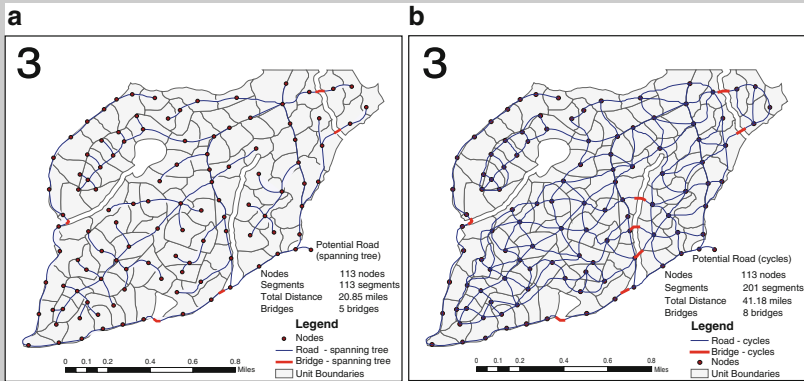 a
3
Potential Road
(spanning tree)
Nodes 113 nodes
Segments 113 segments
Total Distance 20.85 miles
Bridges 5 bridges
Legend
Nodes
Road - spanning tree
Bridge - spanning tree
Unit Boundaries
0 0.1 0.2 0.4 0.6 0.8
Miles
b
3
Potential Road (cycles)
Nodes 113 nodes
Segments 201 segments
Total Distance 41.18 miles
Bridges 8 bridges
Legend
Road - cycles
Bridge - cycles
Nodes
Unit Boundaries
0 0.1 0.2 0.4 0.6 0.8
Miles